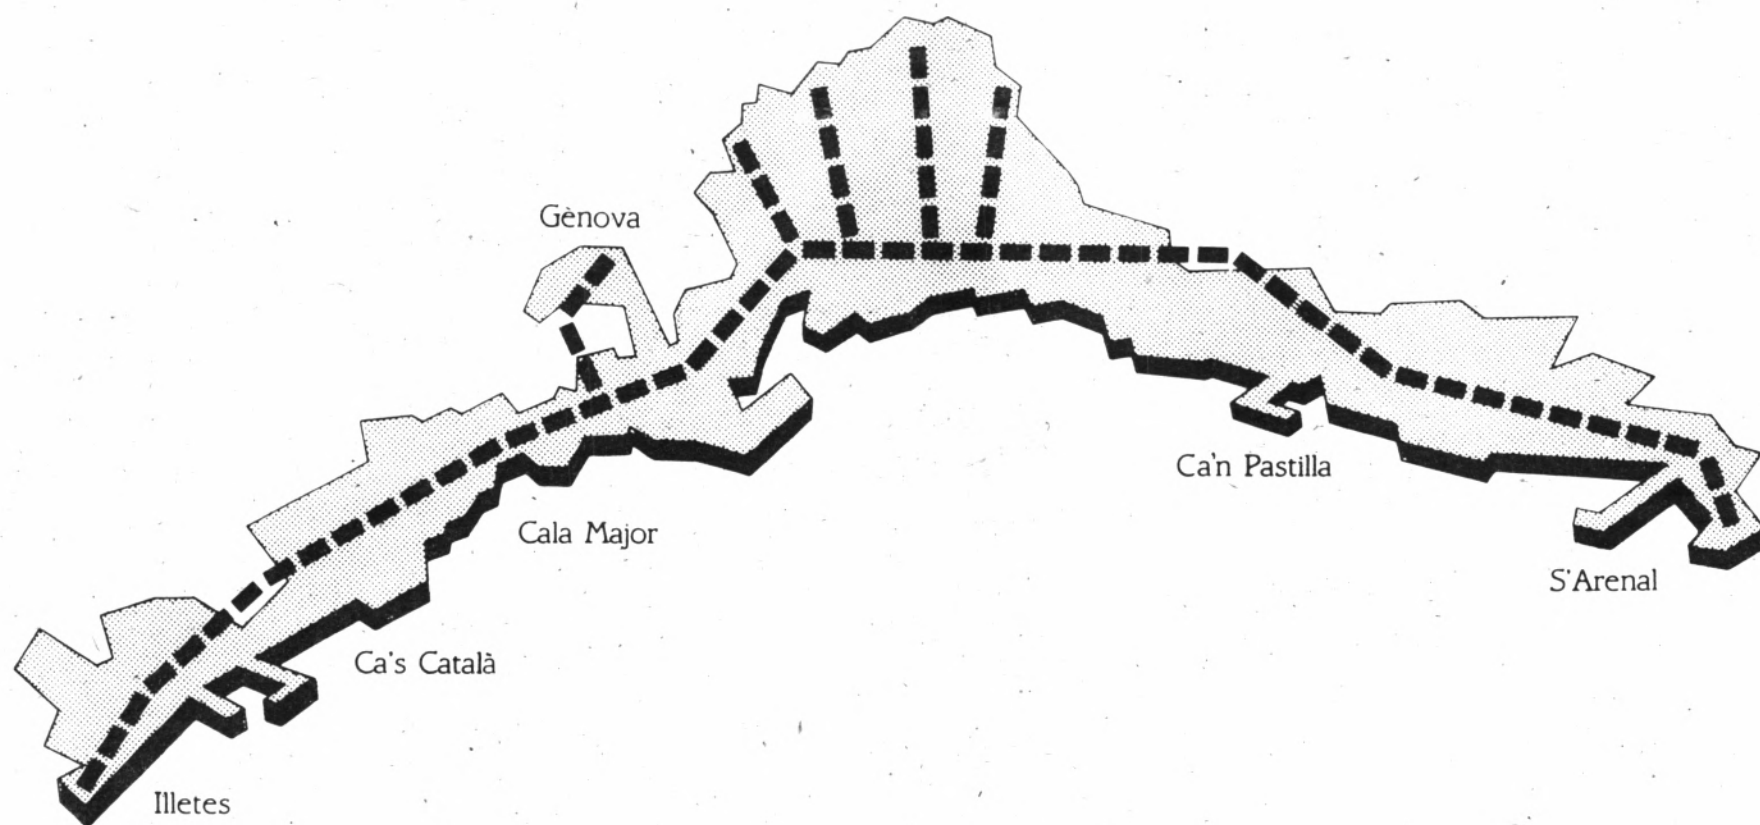 Gènova
Ca'n Pastilla
Cala Major
S'Arenal
Ca's Català
Illetes